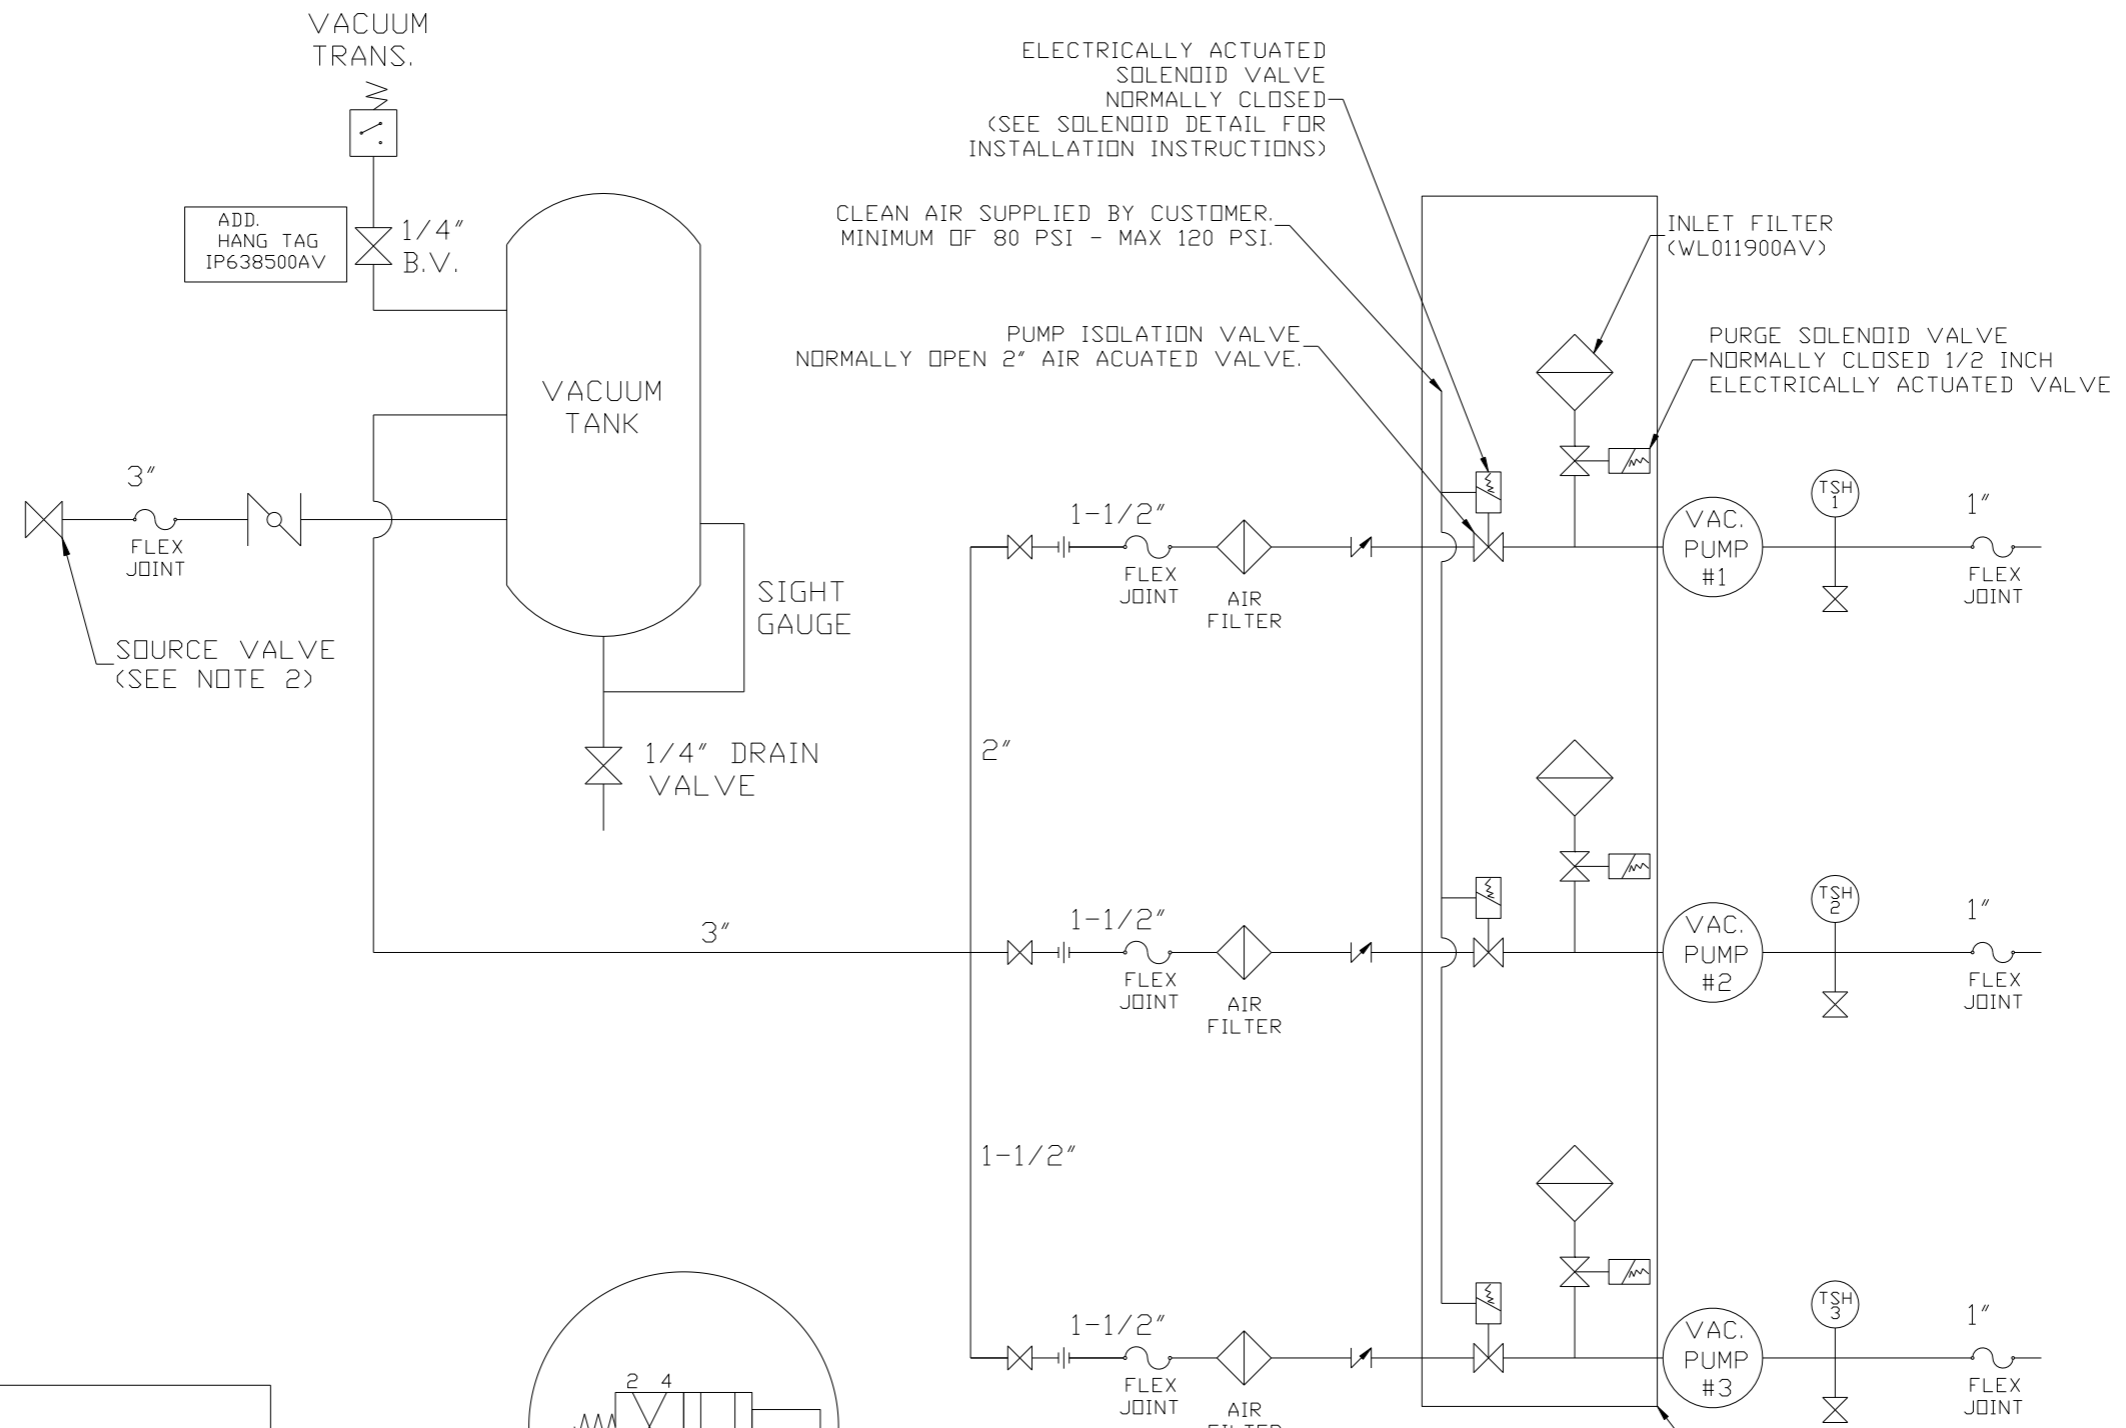 VACUUM
TRANS.
ADD.
HANG TAG
IP638500AV
1/4"
B.V.
VACUUM
TANK
3"
FLEX
JOINT
SOURCE VALVE
(SEE NOTE 2)
SIGHT
GAUGE
1/4" DRAIN
VALVE
3"
ELECTRICALLY ACTUATED
SOLENOID VALVE
NORMALLY CLOSED
(SEE SOLENOID DETAIL FOR
INSTALLATION INSTRUCTIONS)
CLEAN AIR SUPPLIED BY CUSTOMER.
MINIMUM OF 80 PSI - MAX 120 PSI.
PUMP ISOLATION VALVE
NORMALLY OPEN 2" AIR ACUATED VALVE.
INLET FILTER
(WL011900AV)
PURGE SOLENOID VALVE
NORMALLY CLOSED 1/2 INCH
ELECTRICALLY ACTUATED VALVE
1-1/2"
FLEX
JOINT
AIR
FILTER
VAC.
PUMP
#1
TSH
1
1"
FLEX
JOINT
2"
1-1/2"
FLEX
JOINT
AIR
FILTER
VAC.
PUMP
#2
TSH
2
1"
FLEX
JOINT
1-1/2"
1-1/2"
FLEX
JOINT
AIR
FILTER
VAC.
PUMP
#3
TSH
3
1"
FLEX
JOINT
2 4